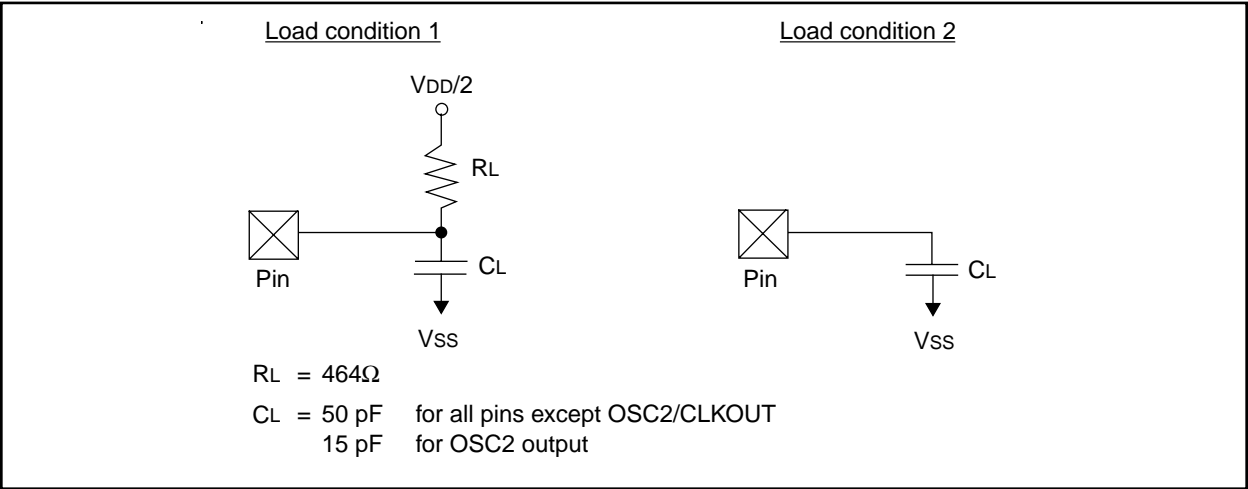 Load condition 1
Load condition 2
VDD/2
RL
Pin
CL
VSS
Pin
CL
VSS
RL = 464Ω
CL = 50 pF for all pins except OSC2/CLKOUT
15 pF for OSC2 output